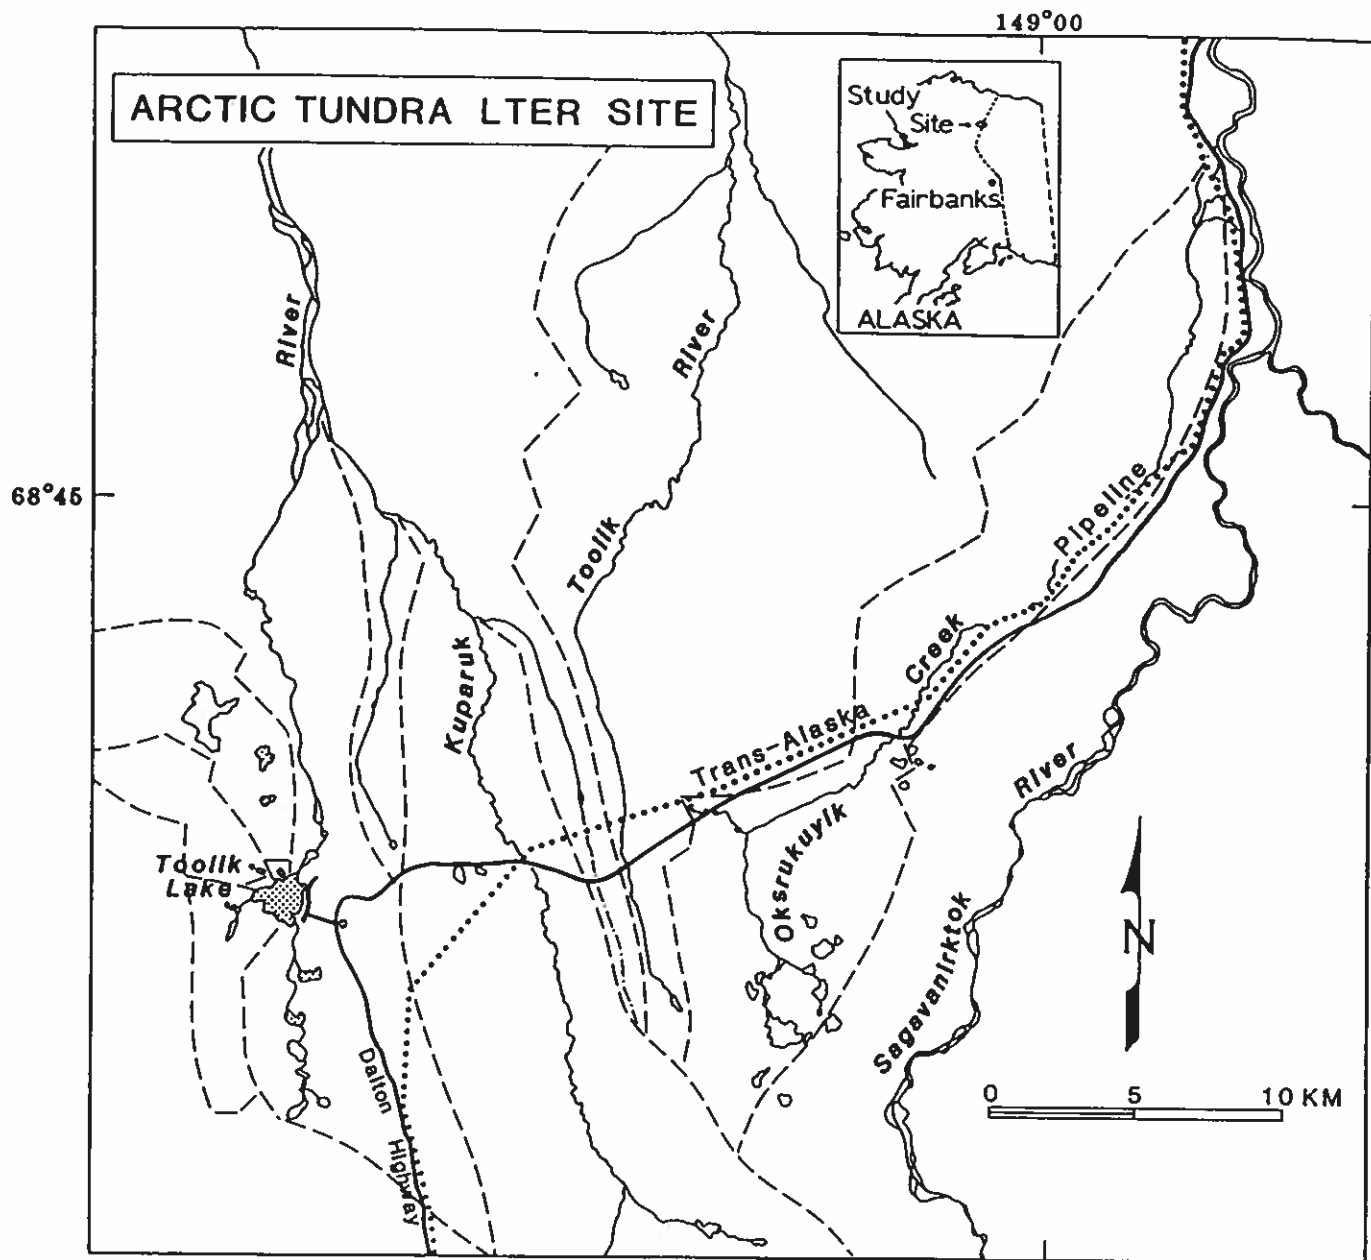 149°00
ARCTIC TUNDRA LTER SITE
Study
Site
Fairbanks
ALASKA
River
River
68°45
Pipeline
Toolik
Creek
Kuparuk
Trans-Alaska
River
Toolik
Lake
Oksrukuyik
N
Sagavanirktok
Dalton
Highway
0 5 10 KM